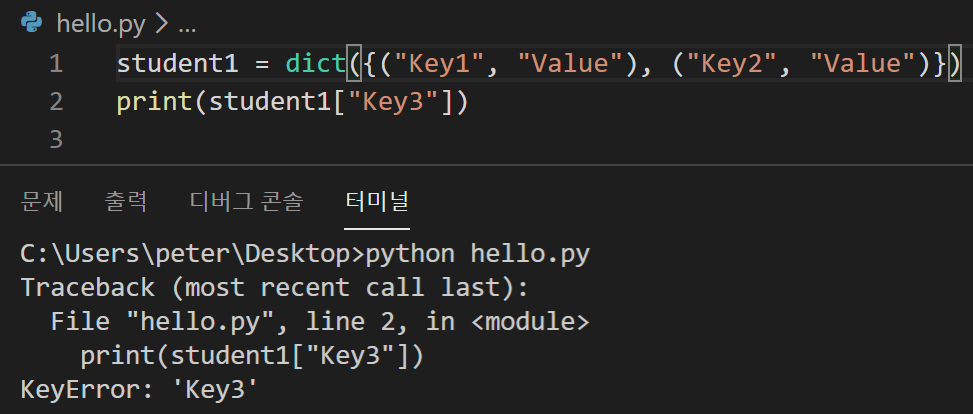 hello.py > ...
1 student1 = dict({("Key1", "Value"), ("Key2", "Value")})
2 print(student1["Key3"])
3
문제 출력 디버그 콘솔 터미널
C:\Users\peter\Desktop>python hello.py
Traceback (most recent call last):
  File "hello.py", line 2, in <module>
    print(student1["Key3"])
KeyError: 'Key3'